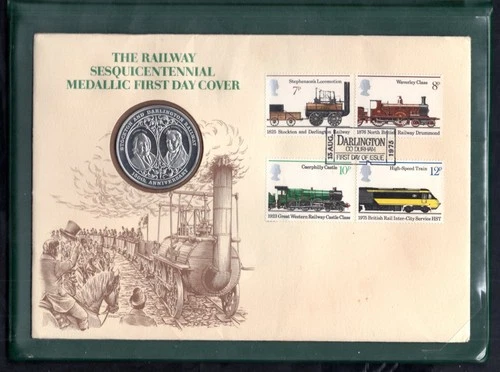 THE RAILWAY
SESQUICENTENNIAL
MEDALLIC FIRST DAY COVER
STOCKTON AND DARLINGTON RAILWAY
150th ANNIVERSARY
Stephenson's Locomotion
7p
1825 Stockton and Darlington Railway
Waverley Class
8p
1876 North British Railway Drummond
13 AUG.
DARLINGTON
CO DURHAM
FIRST DAY OF ISSUE
1975
Caerphilly Castle
10p
1923 Great Western Railway Castle Class
High-Speed Train
12p
1975 British Rail Inter-City Service HST